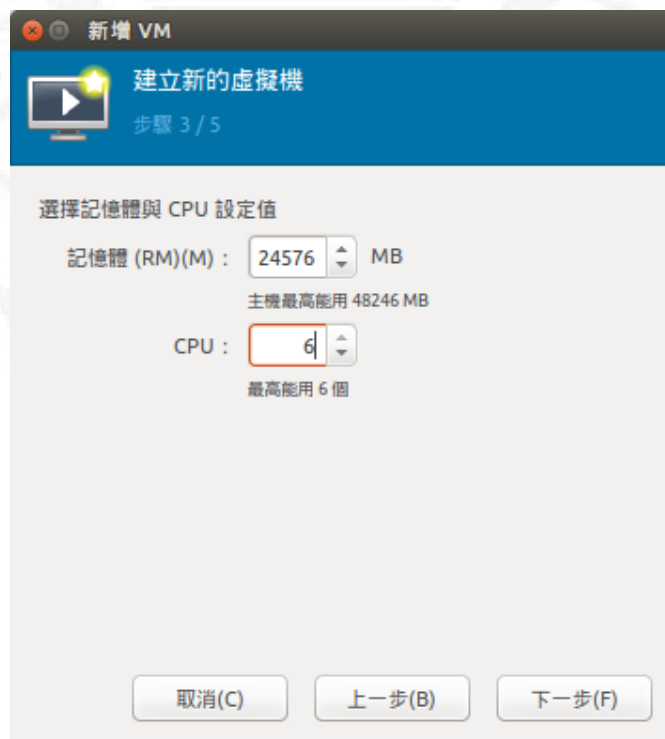 新增 VM
建立新的虛擬機
步驟 3 / 5
選擇記憶體與 CPU 設定值
記憶體 (RM)(M)： 24576 MB
主機最高能用 48246 MB
CPU： 6
最高能用 6 個
取消(C) 上一步(B) 下一步(F)